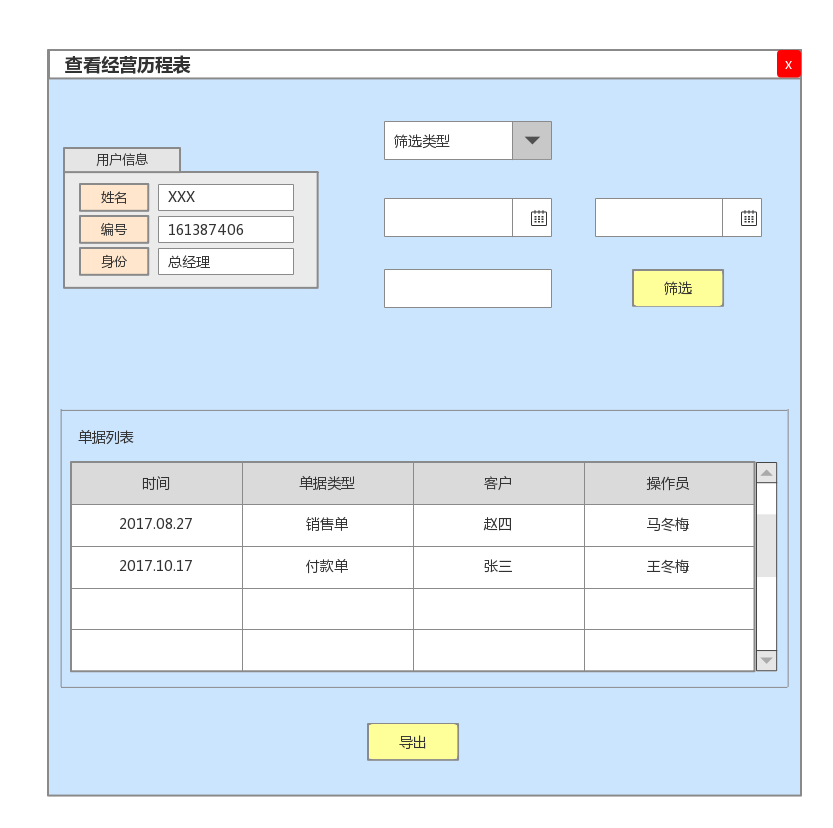 查看经营历程表
x
筛选类型
用户信息
姓名 XXX
编号 161387406
身份 总经理
筛选
单据列表
时间 单据类型 客户 操作员
2017.08.27 销售单 赵四 马冬梅
2017.10.17 付款单 张三 王冬梅
导出